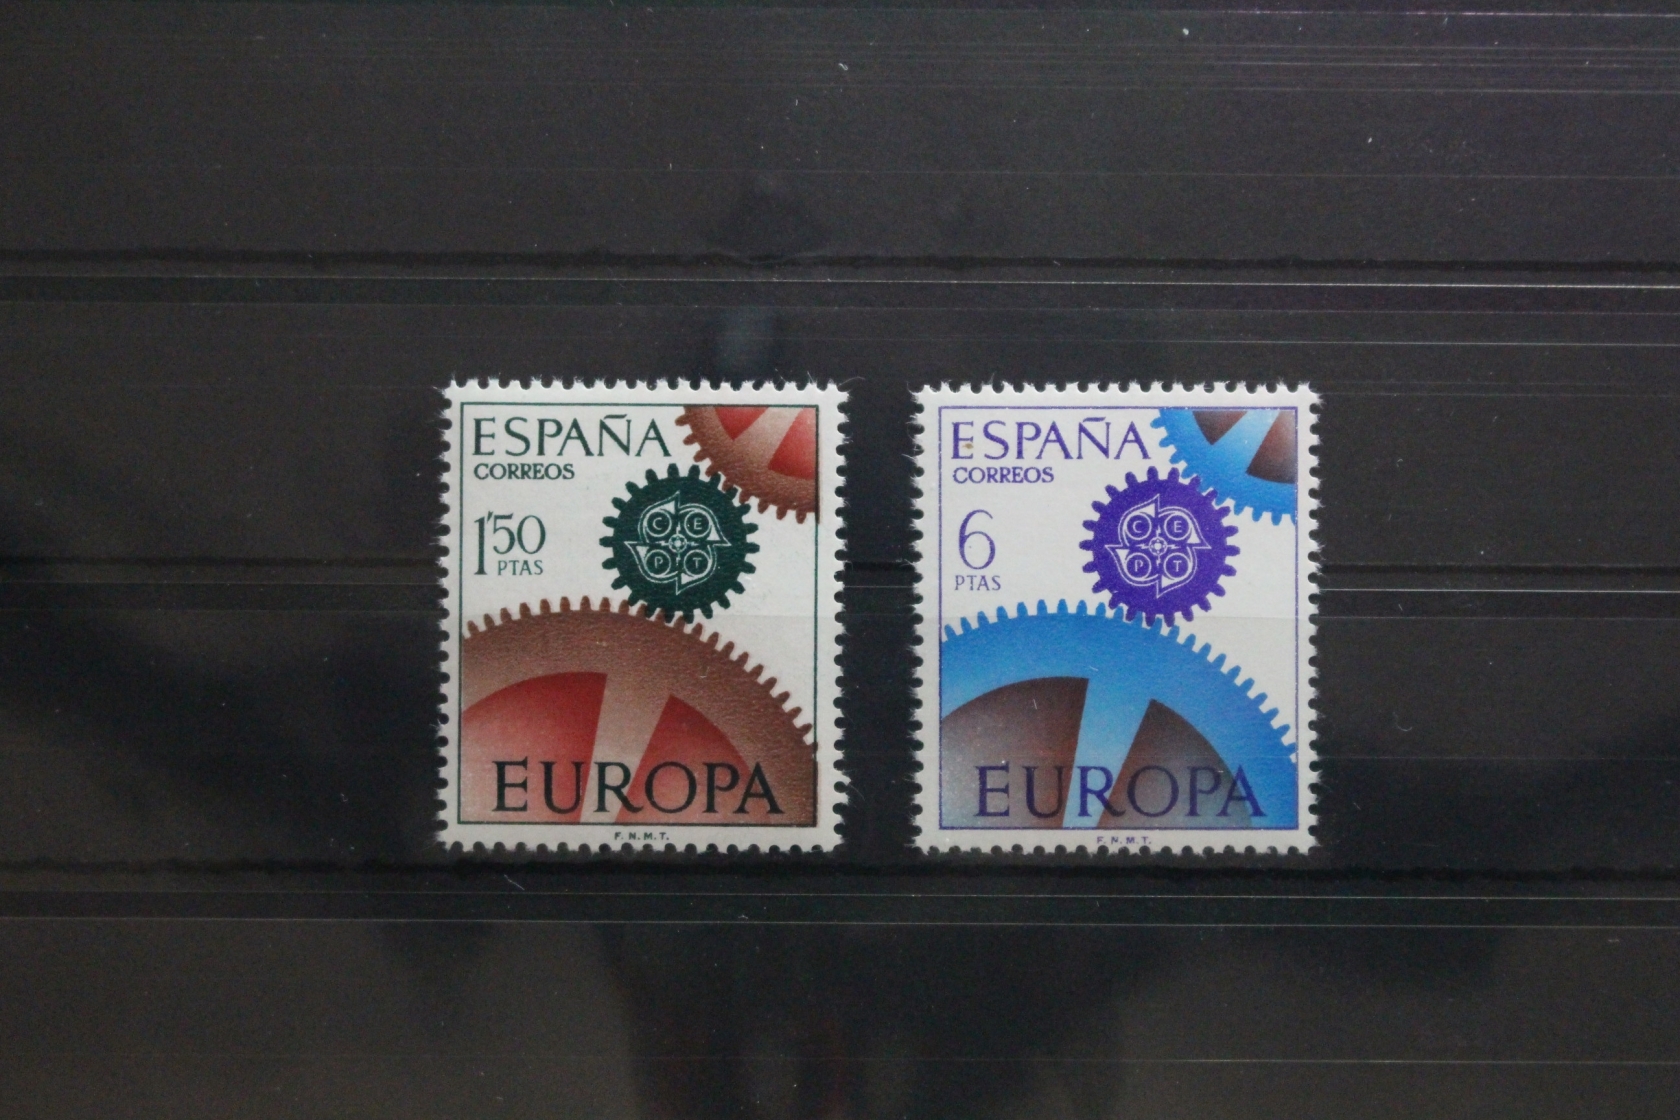 ESPAÑA
CORREOS
1'50
PTAS
C E
P T
EUROPA
F. N. M. T.
ESPAÑA
CORREOS
6
PTAS
C E
P T
EUROPA
F. N. M. T.